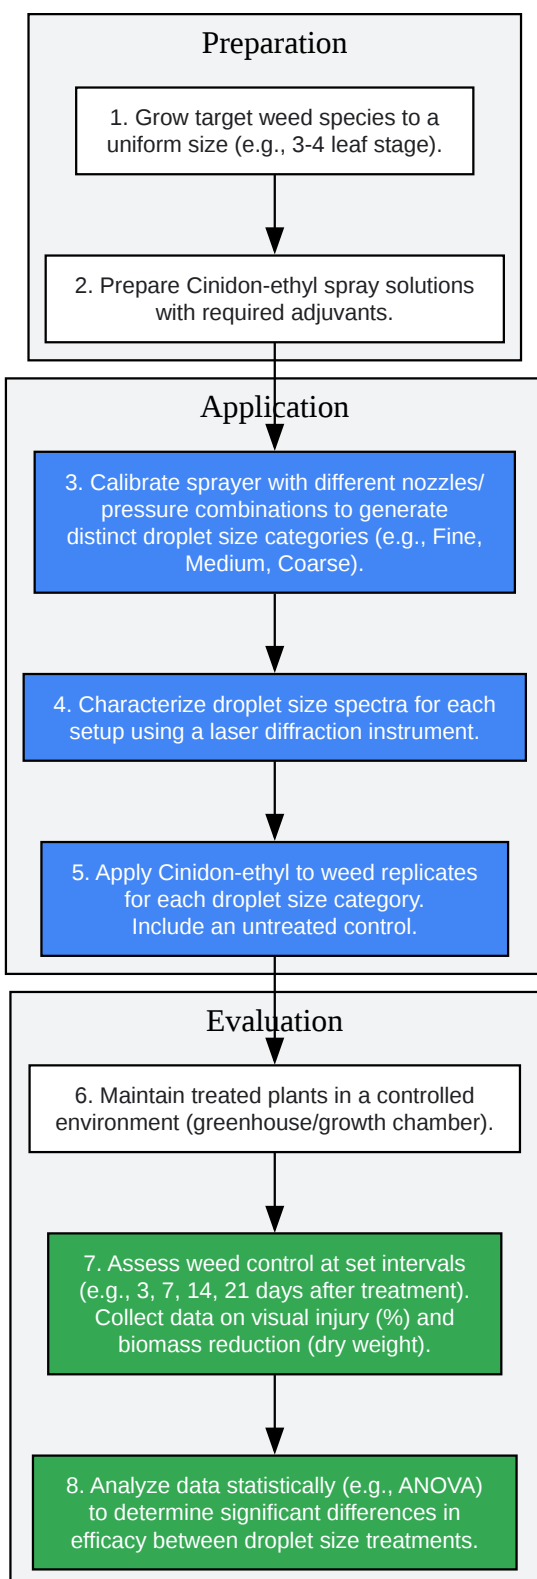 Preparation
1. Grow target weed species to a
uniform size (e.g., 3-4 leaf stage).
2. Prepare Cinidon-ethyl spray solutions
with required adjuvants.
Application
3. Calibrate sprayer with different nozzles/
pressure combinations to generate
distinct droplet size categories (e.g., Fine,
Medium, Coarse).
4. Characterize droplet size spectra for each
setup using a laser diffraction instrument.
5. Apply Cinidon-ethyl to weed replicates
for each droplet size category.
Include an untreated control.
Evaluation
6. Maintain treated plants in a controlled
environment (greenhouse/growth chamber).
7. Assess weed control at set intervals
(e.g., 3, 7, 14, 21 days after treatment).
Collect data on visual injury (%) and
biomass reduction (dry weight).
8. Analyze data statistically (e.g., ANOVA)
to determine significant differences in
efficacy between droplet size treatments.